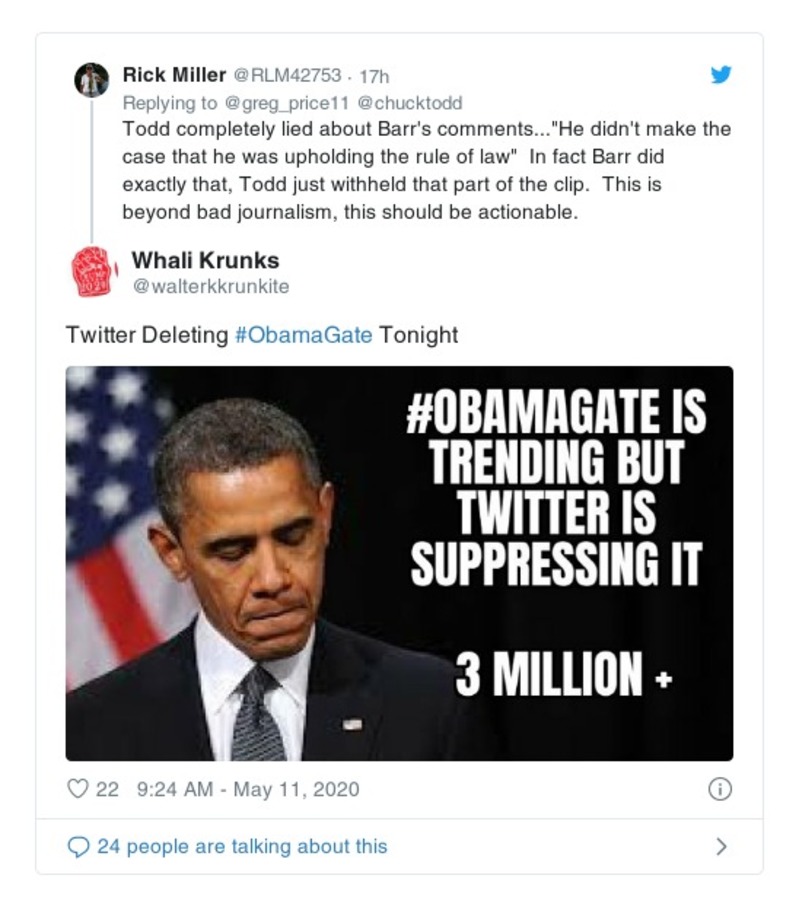 Rick Miller @RLM42753 · 17h
Replying to @greg_price11 @chucktodd
Todd completely lied about Barr's comments..."He didn't make the
case that he was upholding the rule of law"  In fact Barr did
exactly that, Todd just withheld that part of the clip.  This is
beyond bad journalism, this should be actionable.
Whali Krunks
@walterkkrunkite
Twitter Deleting #ObamaGate Tonight
#OBAMAGATE IS
TRENDING BUT
TWITTER IS
SUPPRESSING IT
3 MILLION +
22 9:24 AM - May 11, 2020
24 people are talking about this